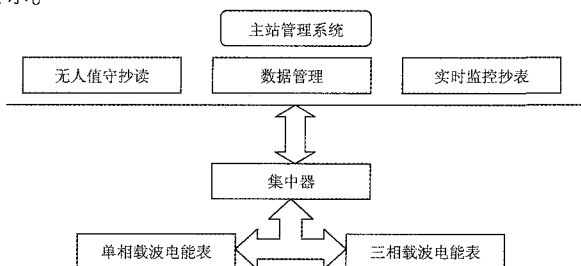 主站管理系统
无人值守抄读
数据管理
实时监控抄表
集中器
单相载波电能表
三相载波电能表